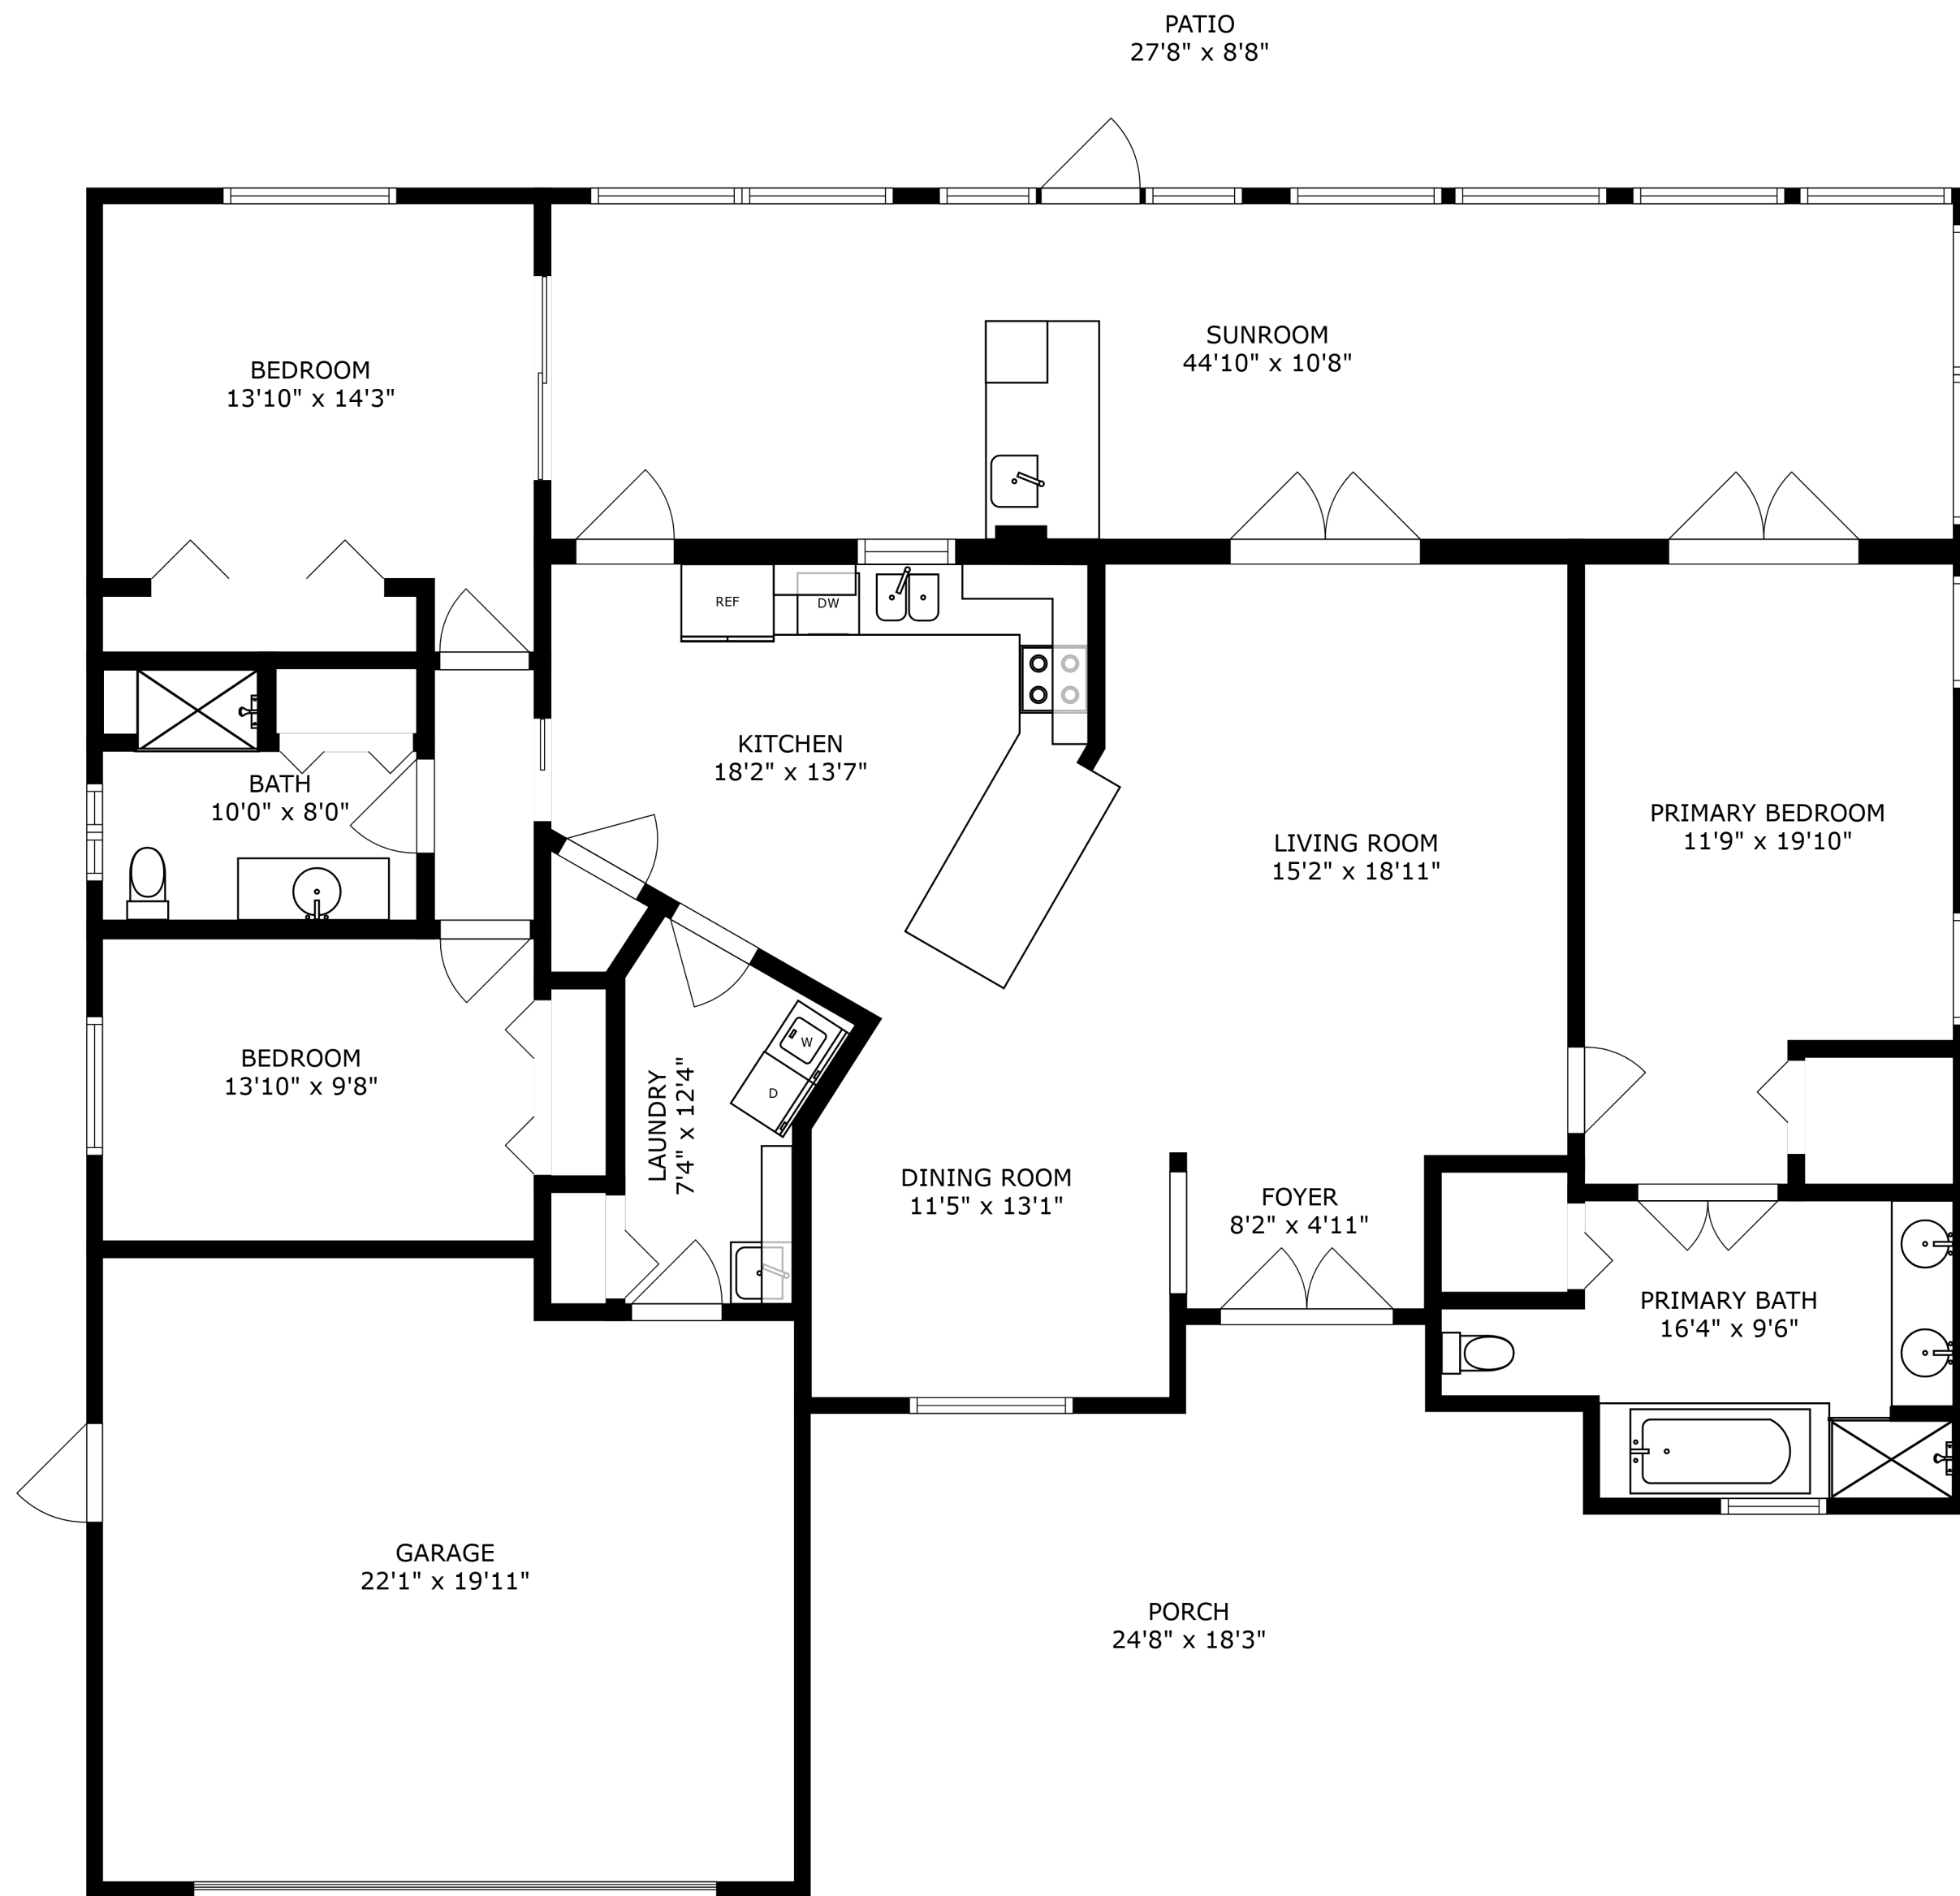 PATIO
27'8" x 8'8"
SUNROOM
44'10" x 10'8"
BEDROOM
13'10" x 14'3"
REF
DW
KITCHEN
18'2" x 13'7"
BATH
10'0" x 8'0"
LIVING ROOM
15'2" x 18'11"
PRIMARY BEDROOM
11'9" x 19'10"
BEDROOM
13'10" x 9'8"
W
D
LAUNDRY
7'4" x 12'4"
DINING ROOM
11'5" x 13'1"
FOYER
8'2" x 4'11"
PRIMARY BATH
16'4" x 9'6"
GARAGE
22'1" x 19'11"
PORCH
24'8" x 18'3"